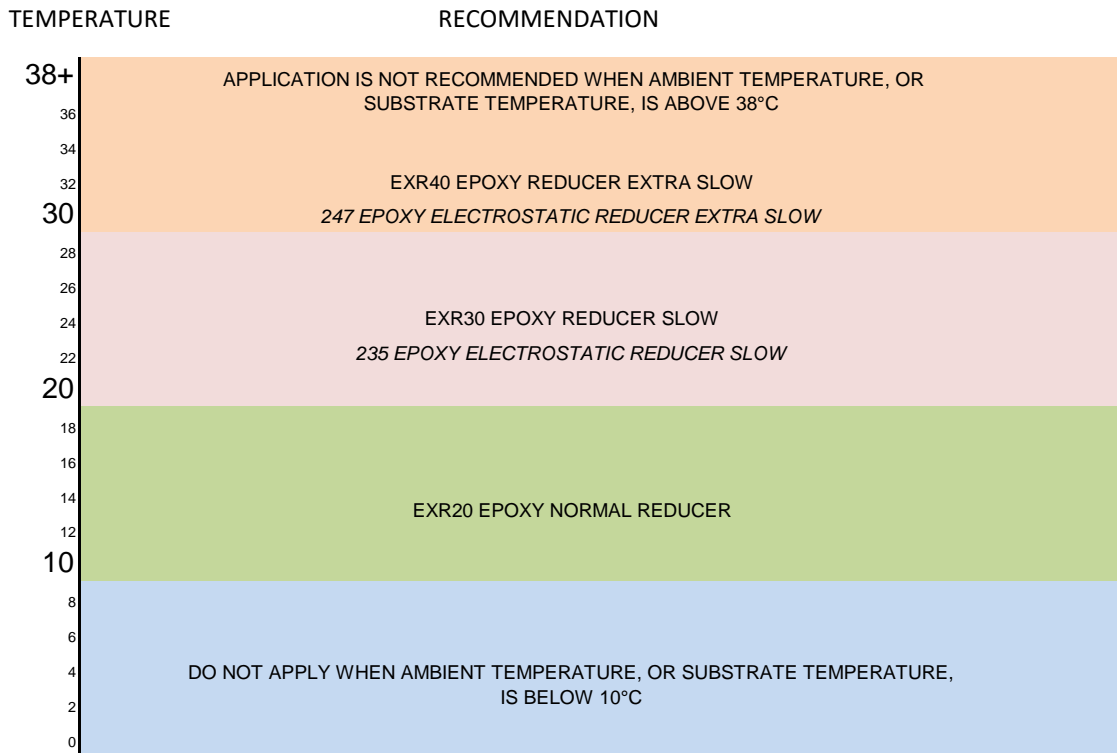 TEMPERATURE RECOMMENDATION
38+
APPLICATION IS NOT RECOMMENDED WHEN AMBIENT TEMPERATURE, OR
SUBSTRATE TEMPERATURE, IS ABOVE 38°C
36
34
32
EXR40 EPOXY REDUCER EXTRA SLOW
30
247 EPOXY ELECTROSTATIC REDUCER EXTRA SLOW
28
26
24
EXR30 EPOXY REDUCER SLOW
22
235 EPOXY ELECTROSTATIC REDUCER SLOW
20
18
16
14
EXR20 EPOXY NORMAL REDUCER
12
10
8
6
4
DO NOT APPLY WHEN AMBIENT TEMPERATURE, OR SUBSTRATE TEMPERATURE,
IS BELOW 10°C
2
0